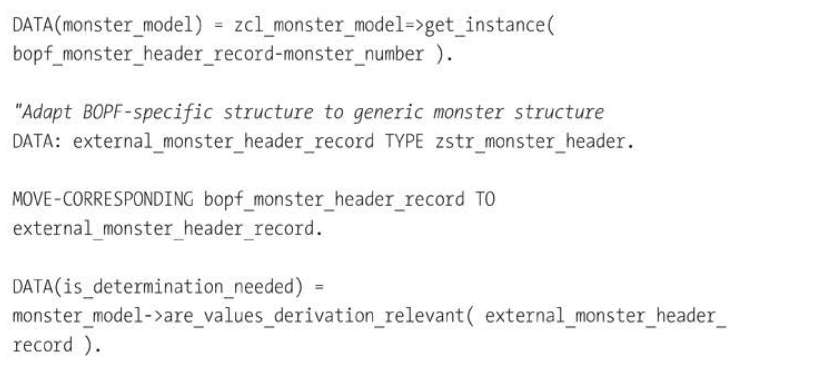 DATA(monster_model) = zcl_monster_model=>get_instance(
bopf_monster_header_record-monster_number ).
"Adapt BOPF-specific structure to generic monster structure
DATA: external_monster_header_record TYPE zstr_monster_header.
MOVE-CORRESPONDING bopf_monster_header_record TO
external_monster_header_record.
DATA(is_determination_needed) =
monster_model->are_values_derivation_relevant( external_monster_header_
record ).